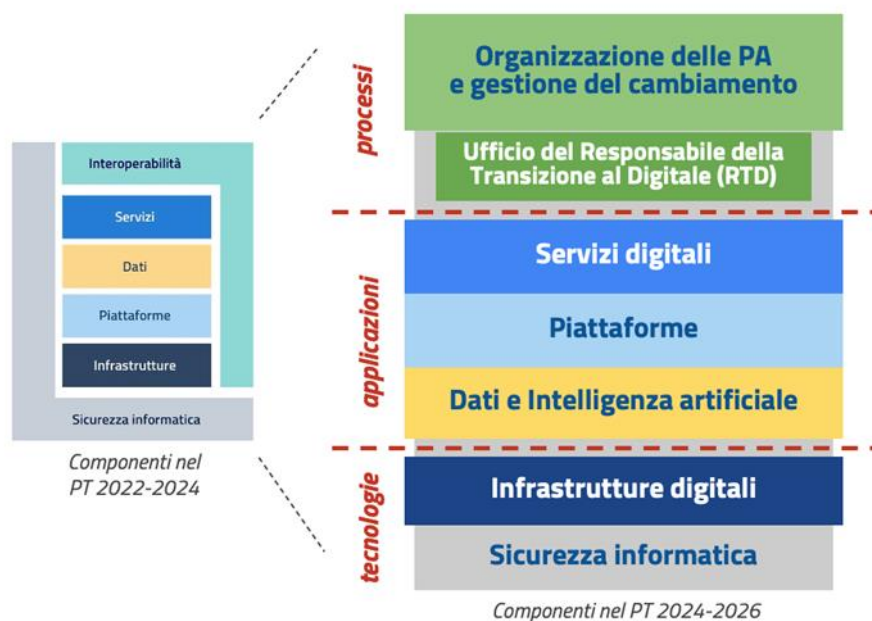 Interoperabilità
Servizi
Dati
Piattaforme
Infrastrutture
Sicurezza informatica
Componenti nel
PT 2022-2024
processi
Organizzazione delle PA
e gestione del cambiamento
Ufficio del Responsabile della
Transizione al Digitale (RTD)
applicazioni
Servizi digitali
Piattaforme
Dati e Intelligenza artificiale
tecnologie
Infrastrutture digitali
Sicurezza informatica
Componenti nel PT 2024-2026